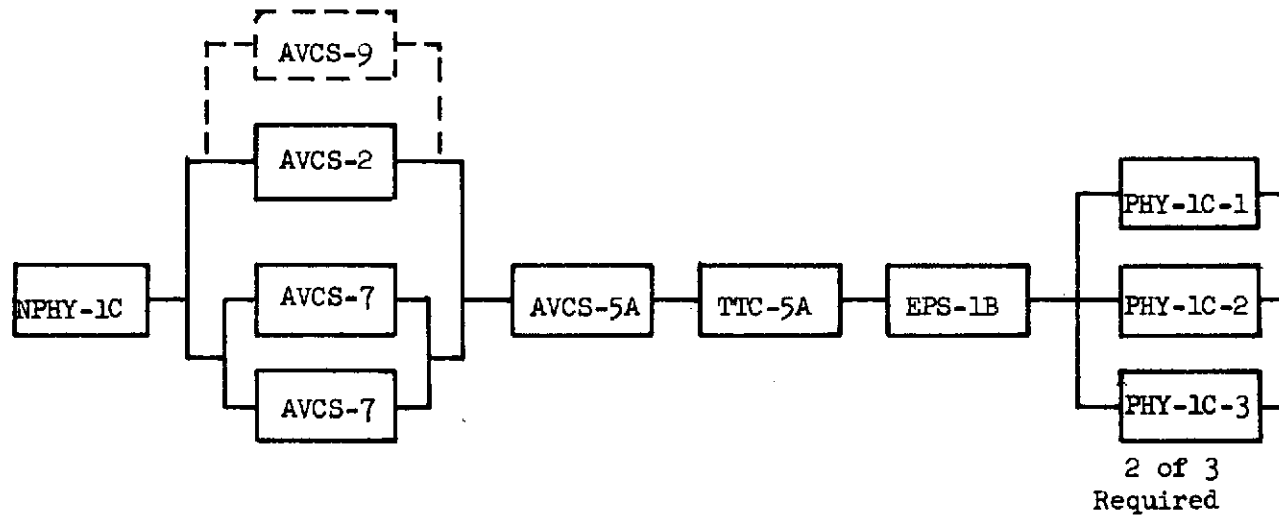 AVCS-9
AVCS-2
NPHY-1C
AVCS-7
AVCS-7
AVCS-5A
TTC-5A
EPS-1B
PHY-1C-1
PHY-1C-2
PHY-1C-3
2 of 3
Required